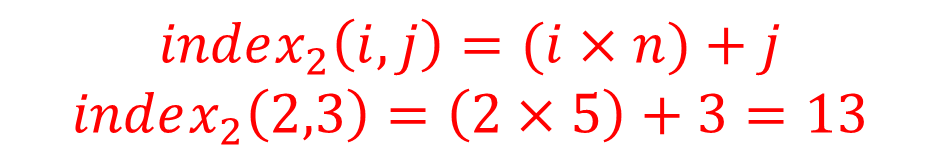 index₂(i,j) = (i × n) + j
index₂(2,3) = (2 × 5) + 3 = 13